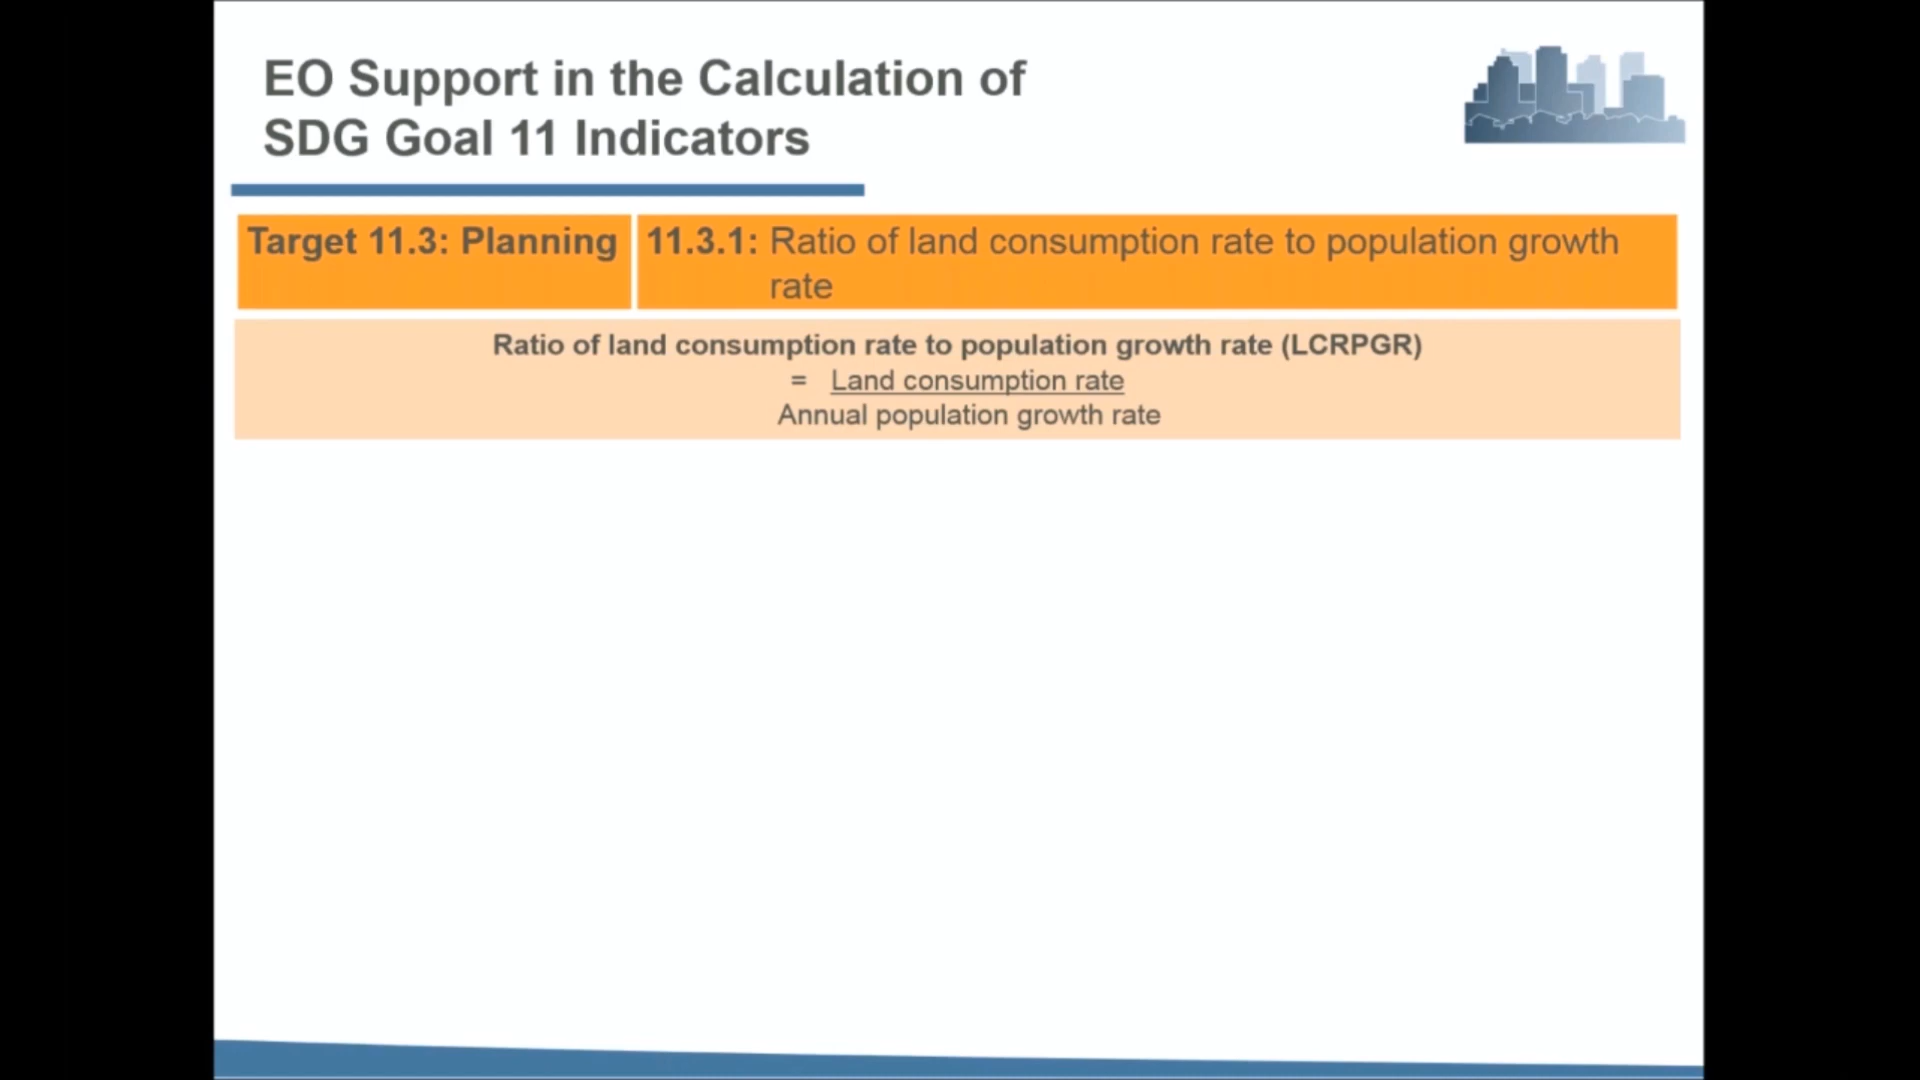 EO Support in the Calculation of
SDG Goal 11 Indicators
Target 11.3: Planning
11.3.1: Ratio of land consumption rate to population growth
rate
Ratio of land consumption rate to population growth rate (LCRPGR)
= Land consumption rate
Annual population growth rate